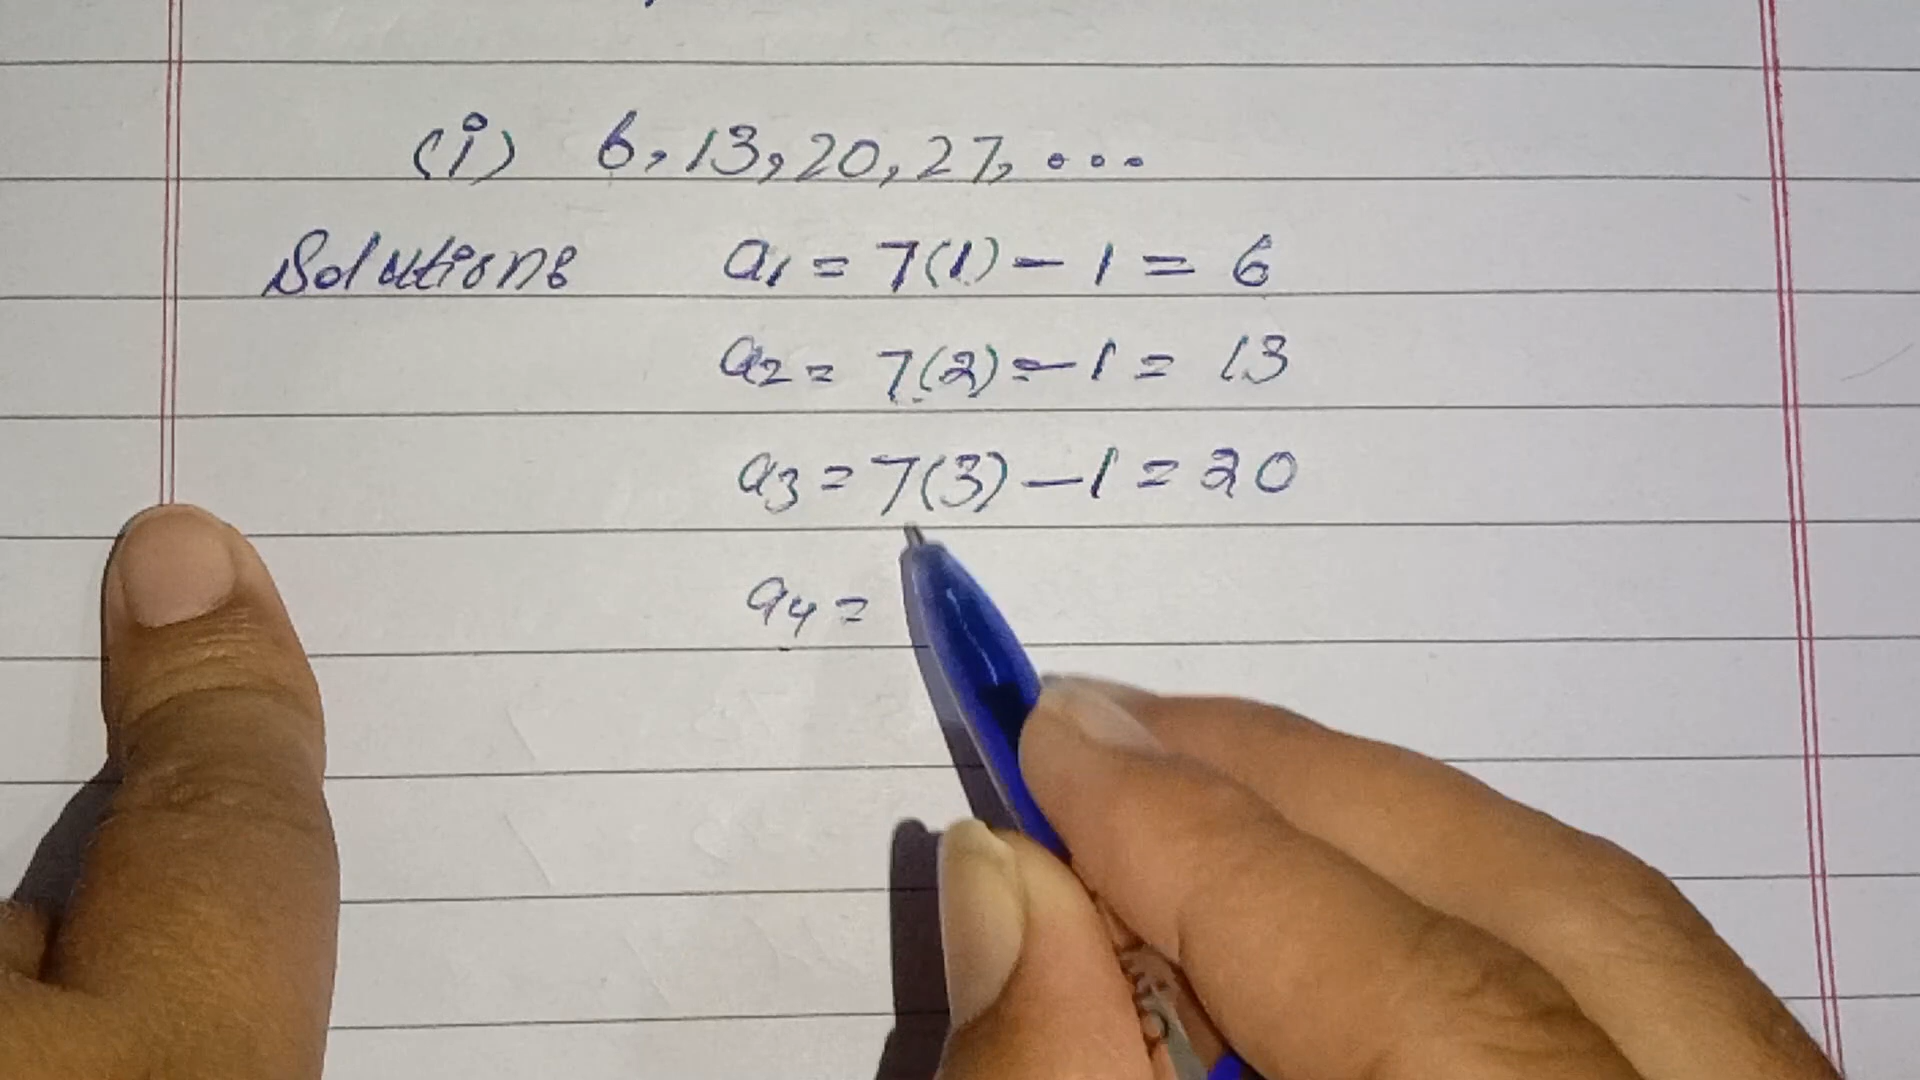 (i) 6, 13, 20, 27, ...
Solution: a1 = 7(1) - 1 = 6
a2 = 7(2) - 1 = 13
a3 = 7(3) - 1 = 20
a4 =